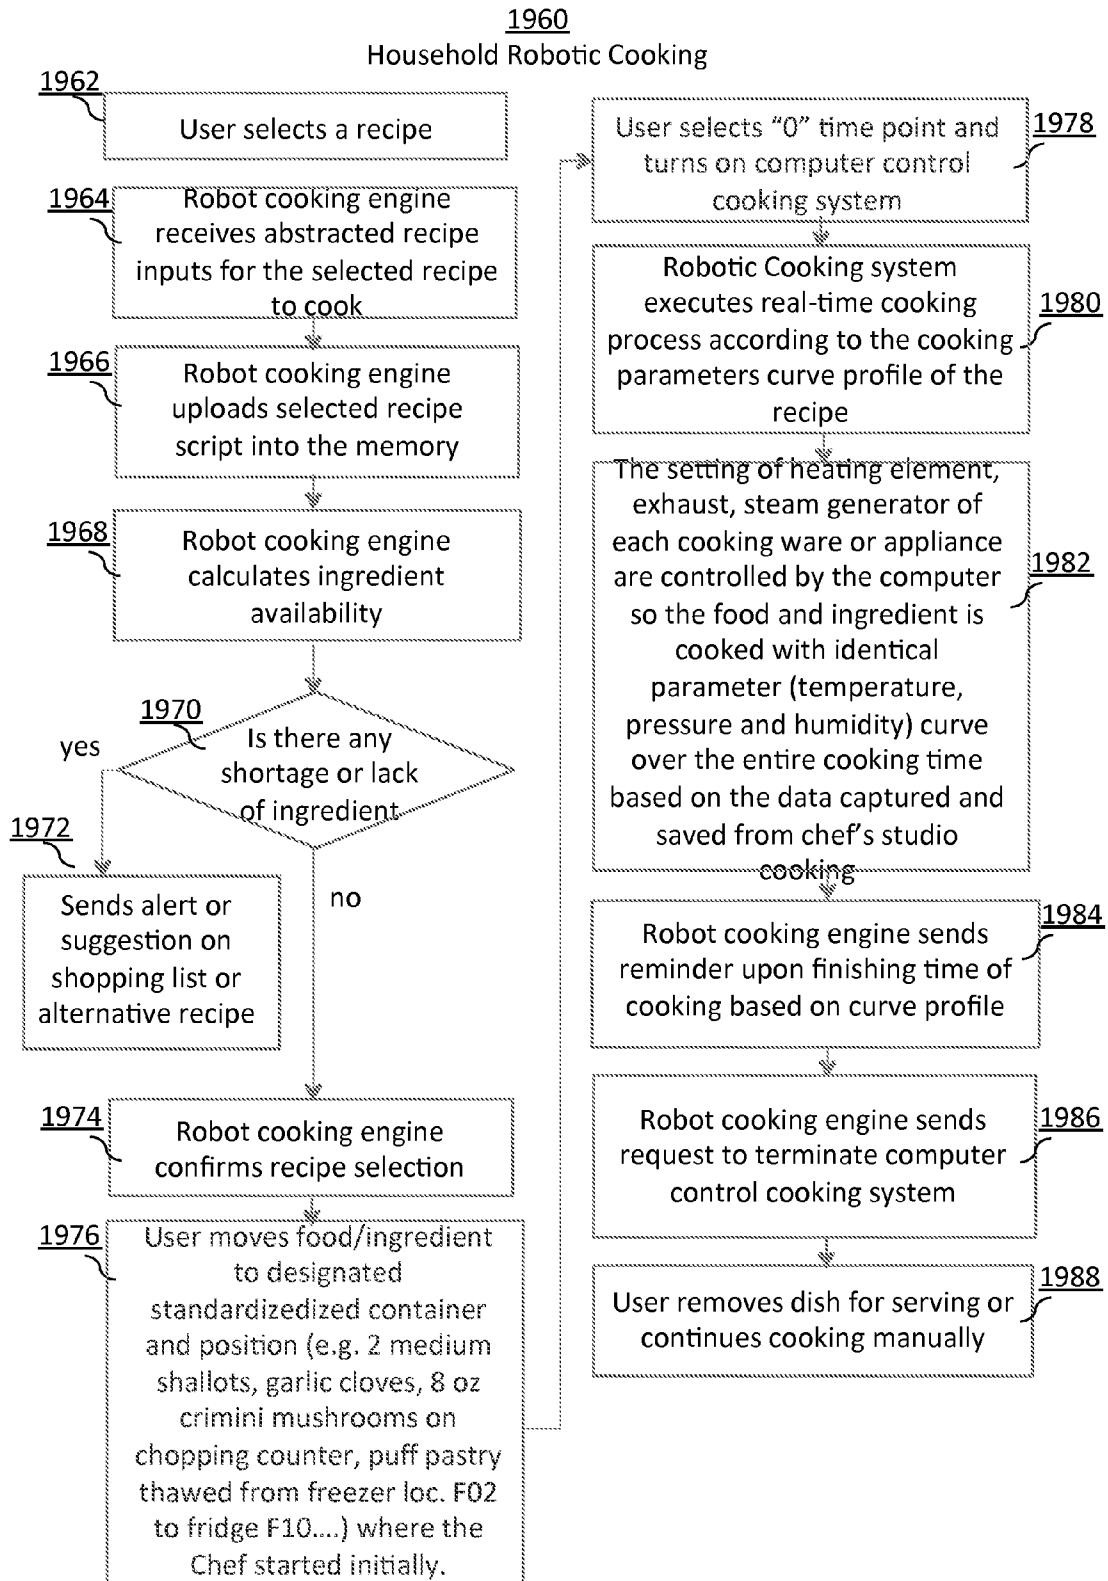 1960
Household Robotic Cooking
1962
User selects a recipe
1964
Robot cooking engine
receives abstracted recipe
inputs for the selected recipe
to cook
1966
Robot cooking engine
uploads selected recipe
script into the memory
1968
Robot cooking engine
calculates ingredient
availability
1970
Is there any
shortage or lack
of ingredient
yes
1972
Sends alert or
suggestion on
shopping list or
alternative recipe
no
1974
Robot cooking engine
confirms recipe selection
1976
User moves food/ingredient
to designated
standardizedized container
and position (e.g. 2 medium
shallots, garlic cloves, 8 oz
crimini mushrooms on
chopping counter, puff pastry
thawed from freezer loc. F02
to fridge F10....) where the
Chef started initially.
User selects “0” time point and
turns on computer control
cooking system
1978
Robotic Cooking system
executes real-time cooking
process according to the cooking
parameters curve profile of the
recipe
1980
The setting of heating element,
exhaust, steam generator of
each cooking ware or appliance
are controlled by the computer
so the food and ingredient is
cooked with identical
parameter (temperature,
pressure and humidity) curve
over the entire cooking time
based on the data captured and
saved from chef’s studio
cooking
1982
Robot cooking engine sends
reminder upon finishing time of
cooking based on curve profile
1984
Robot cooking engine sends
request to terminate computer
control cooking system
1986
User removes dish for serving or
continues cooking manually
1988